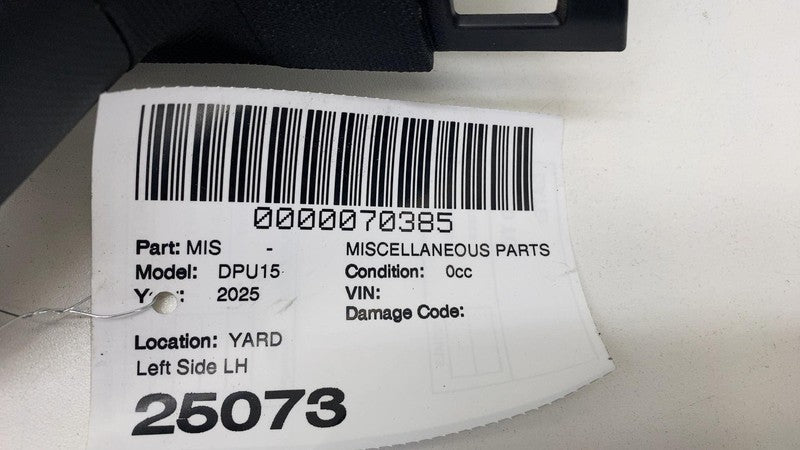 0000070385
Part: MIS - MISCELLANEOUS PARTS
Model: DPU15 Condition: 0cc
2025 VIN:
Damage Code:
Location: YARD
Left Side LH
25073